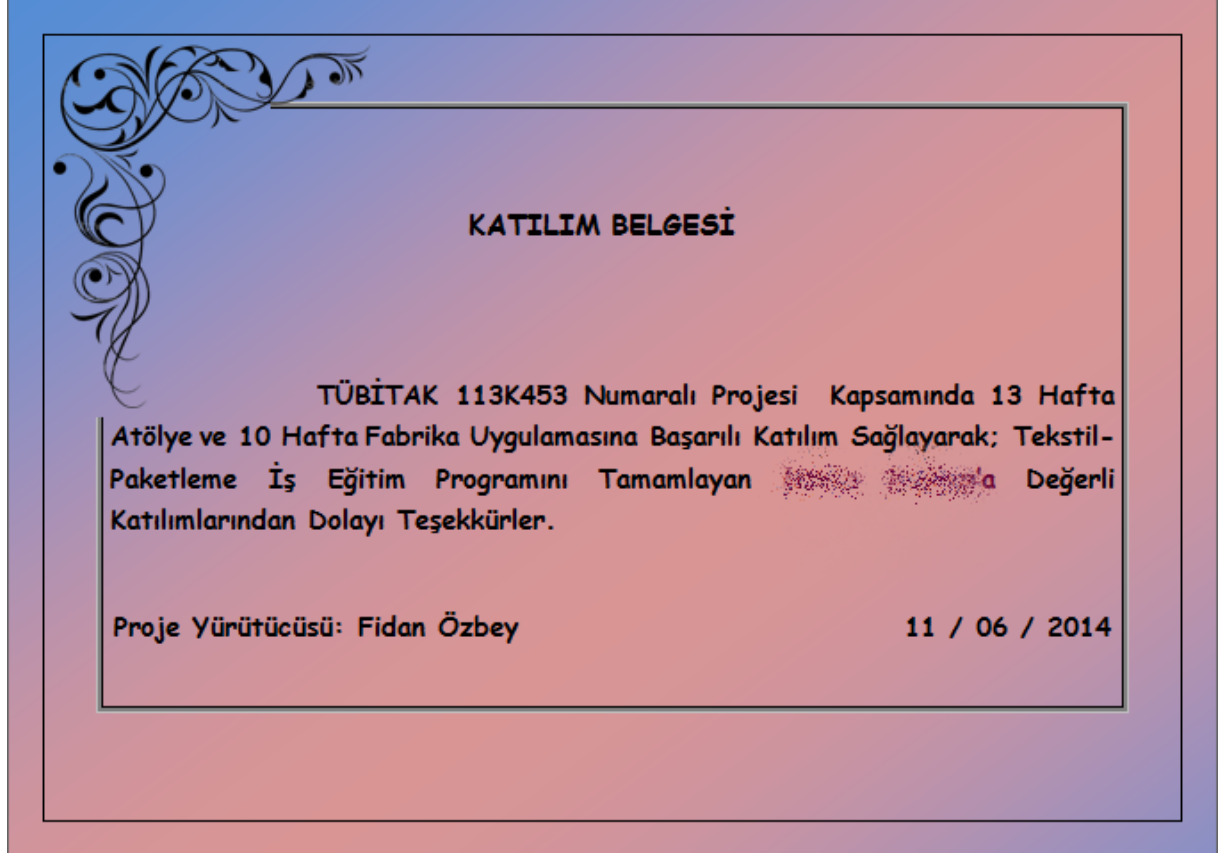 KATILIM BELGESİ
TÜBİTAK 113K453 Numaralı Projesi Kapsamında 13 Hafta
Atölye ve 10 Hafta Fabrika Uygulamasına Başarılı Katılım Sağlayarak; Tekstil-
Paketleme İş Eğitim Programını Tamamlayan Değerli
Katılımlarından Dolayı Teşekkürler.
Proje Yürütücüsü: Fidan Özbey 11 / 06 / 2014